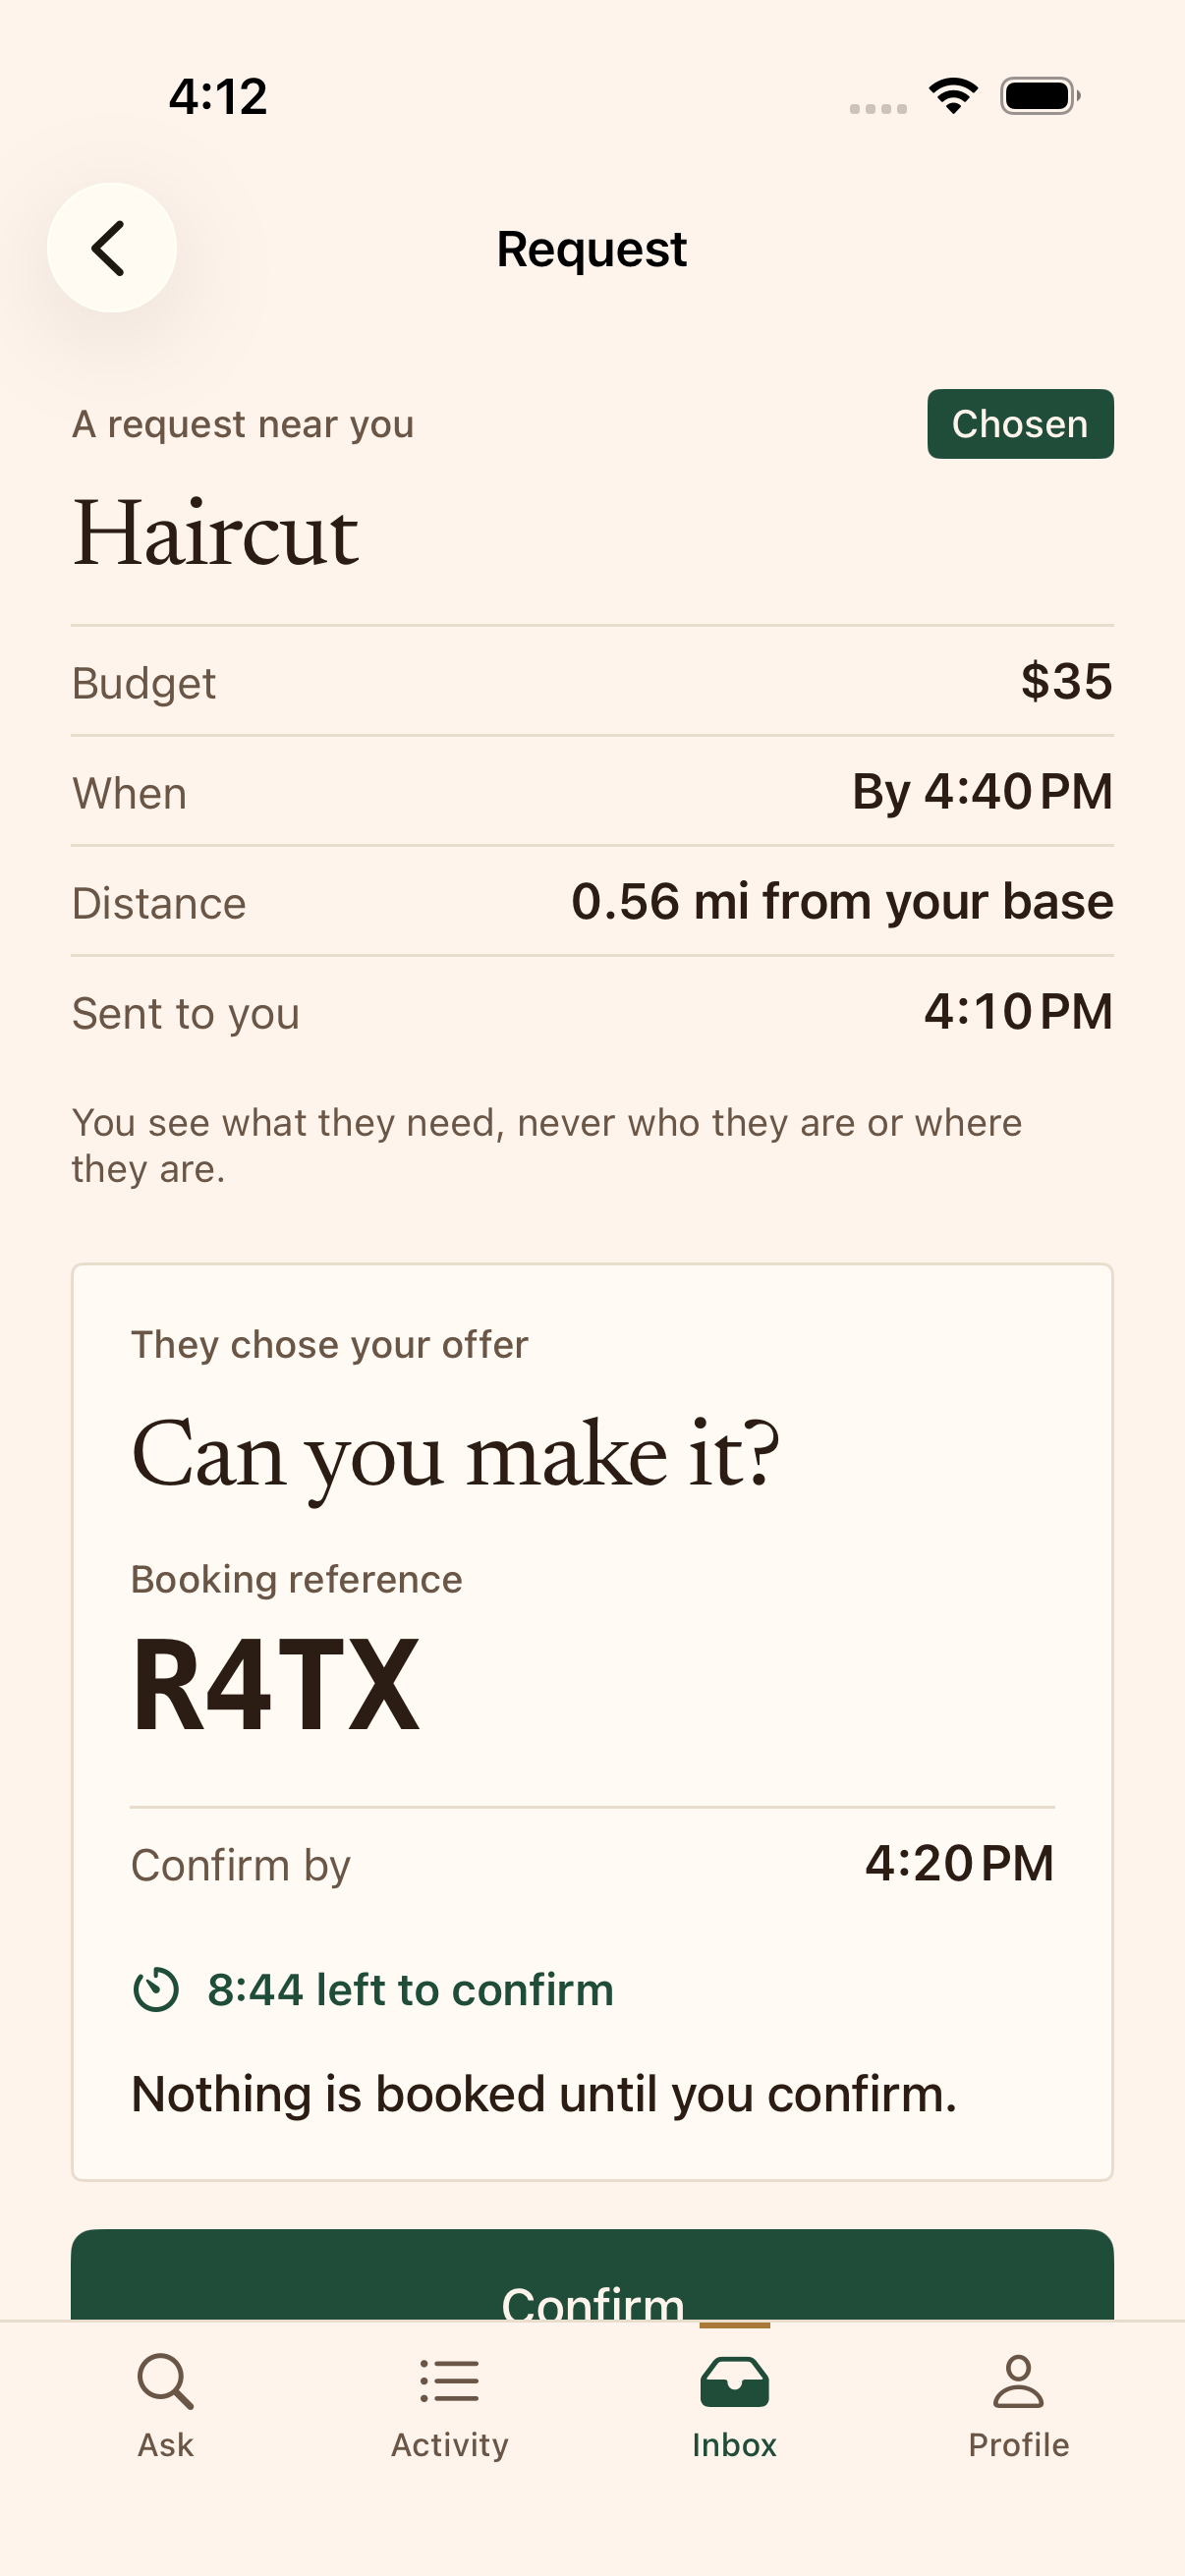 4:12
Request
A request near you
Chosen
Haircut
Budget
$35
When
By 4:40 PM
Distance
0.56 mi from your base
Sent to you
4:10 PM
You see what they need, never who they are or where
they are.
They chose your offer
Can you make it?
Booking reference
R4TX
Confirm by
4:20 PM
8:44 left to confirm
Nothing is booked until you confirm.
Confirm
Ask
Activity
Inbox
Profile